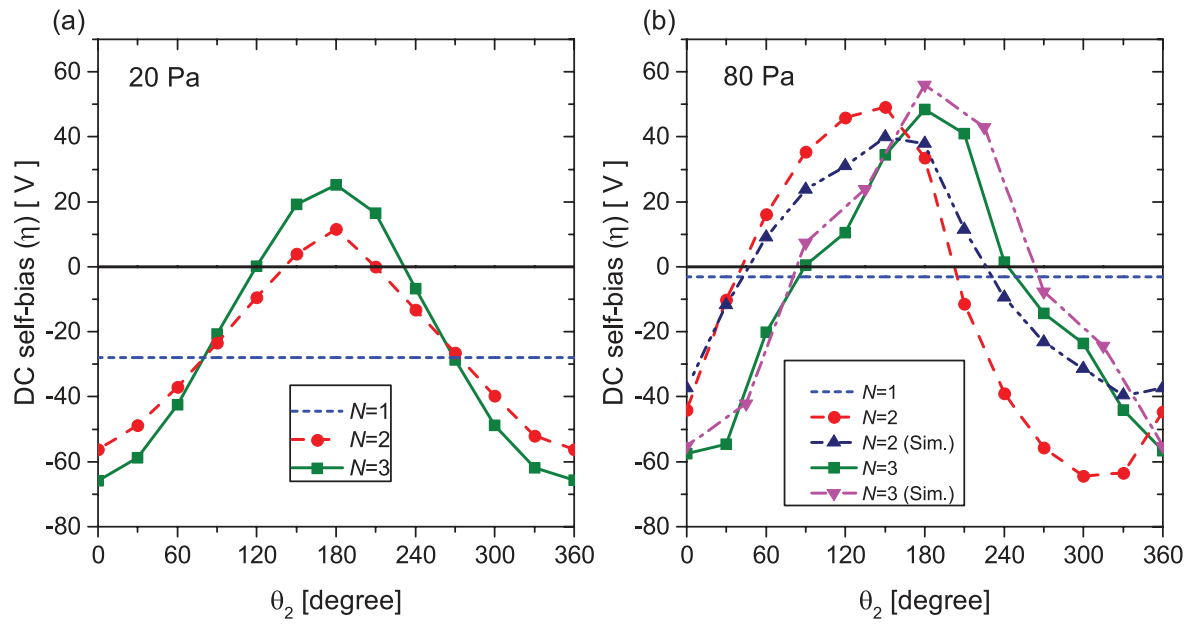 (a)
20 Pa
DC self-bias (η) [ V ]
60
40
20
0
-20
-40
-60
-80
0
60
120
180
240
300
360
θ2 [degree]
N=1
N=2
N=3
(b)
80 Pa
DC self-bias (η) [ V ]
60
40
20
0
-20
-40
-60
-80
0
60
120
180
240
300
360
θ2 [degree]
N=1
N=2
N=2 (Sim.)
N=3
N=3 (Sim.)